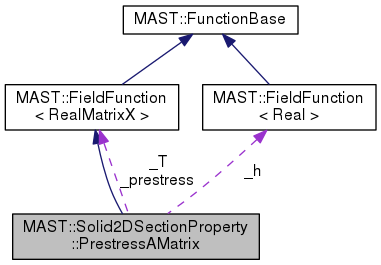 MAST::FunctionBase
MAST::FieldFunction
< RealMatrixX >
MAST::FieldFunction
< Real >
_T
_prestress
_h
MAST::Solid2DSectionProperty
::PrestressAMatrix